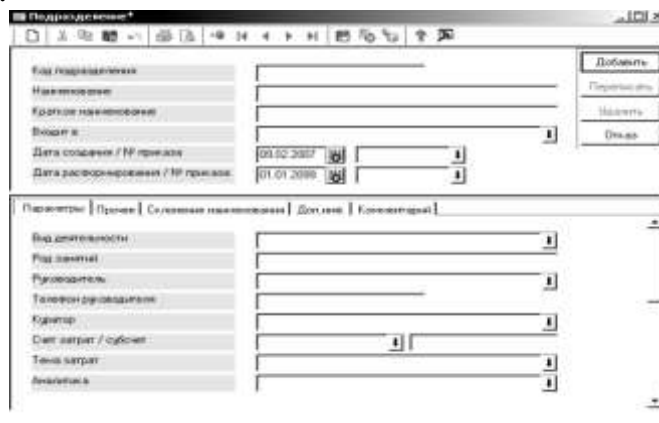 Подразделение*
Добавить
Переписать
Удалить
Отказ
Код подразделения
Наименование
Краткое наименование
Входит в
Дата создания / № приказа 09.02.2007
Дата расформирования / № приказа 01.01.2000
Параметры Прочее Склонение наименования Доп.инф. Комментарий
Вид деятельности
Род занятий
Руководитель
Телефон руководителя
Куратор
Счет затрат / субсчет
Тема затрат
Аналитика